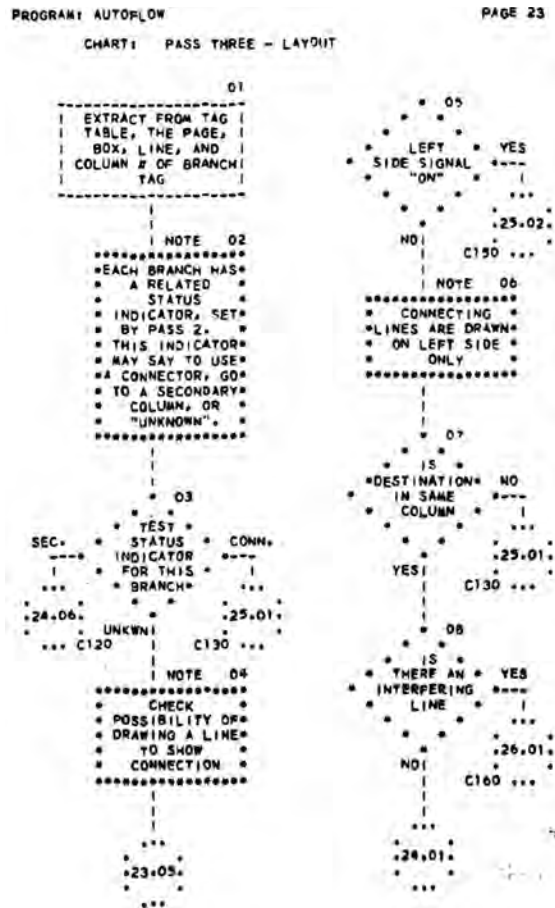 PROGRAM: AUTOFLOW
PAGE 23
CHART: PASS THREE - LAYOUT
01
EXTRACT FROM TAG
TABLE, THE PAGE,
BOX, LINE, AND
COLUMN # OF BRANCH
TAG
NOTE 02
EACH BRANCH HAS
A RELATED
STATUS
INDICATOR, SET
BY PASS 2.
THIS INDICATOR
MAY SAY TO USE
A CONNECTOR, GO
TO A SECONDARY
COLUMN, OR
"UNKNOWN".
03
TEST
STATUS
INDICATOR
FOR THIS
BRANCH
SEC.
CONN.
24.06
C120
UNKWN
25.01
C130
NOTE 04
CHECK
POSSIBILITY OF
DRAWING A LINE
TO SHOW
CONNECTION
23.05
05
LEFT
SIDE SIGNAL
"ON"
YES
25.02
C150
NO
NOTE 06
CONNECTING
LINES ARE DRAWN
ON LEFT SIDE
ONLY
07
IS
DESTINATION
IN SAME
COLUMN
NO
25.01
C130
YES
08
IS
THERE AN
INTERFERING
LINE
YES
26.01
C160
NO
24.01